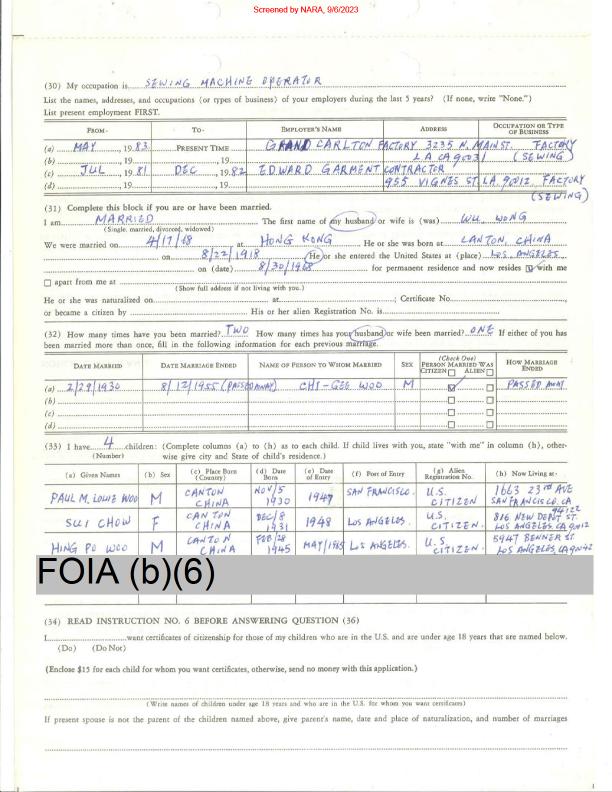 Screened by NARA, 9/6/2023
(30) My occupation is SEWING MACHINE OPERATOR
List the names, addresses, and occupations (or types of business) of your employers during the last 5 years? (If none, write "None.")
List present employment FIRST.
FROM- TO- EMPLOYER'S NAME ADDRESS OCCUPATION OR TYPE OF BUSINESS
(a) MAY, 19 83 PRESENT TIME GRAND CARLTON FACTORY 3235 N. MAIN ST. FACTORY
(b) , 19 , 19 LA CA 90031 (SEWING)
(c) JUL, 19 81 DEC, 19 82 EDWARD GARMENT CONTRACTOR
(d) , 19 , 19 955 VIGNES ST. LA. 90012 FACTORY
(SEWING)
(31) Complete this block if you are or have been married.
I am MARRIED The first name of my husband or wife is (was) WU WONG
(Single, married, divorced, widowed)
We were married on 4/17/68 at HONG KONG He or she was born at CANTON, CHINA
on 8/22/1918 He or she entered the United States at (place) LOS ANGELES
on (date) 8/30/1968 for permanent residence and now resides with me
apart from me at
(Show full address if not living with you.)
He or she was naturalized on at ; Certificate No.
or became a citizen by His or her alien Registration No. is
(32) How many times have you been married? TWO How many times has your husband or wife been married? ONE If either of you has
been married more than once, fill in the following information for each previous marriage.
DATE MARRIED DATE MARRIAGE ENDED NAME OF PERSON TO WHOM MARRIED SEX (Check One) PERSON MARRIED WAS CITIZEN ALIEN HOW MARRIAGE ENDED
(a) 2/29/1930 8/12/1955 (PASSED AWAY) CHI-GEE WOO M PASSED AWAY
(b)
(c)
(d)
(33) I have 4 children: (Complete columns (a) to (h) as to each child. If child lives with you, state "with me" in column (h), other-
(Number) wise give city and State of child's residence.)
(a) Given Names (b) Sex (c) Place Born (Country) (d) Date Born (e) Date of Entry (f) Port of Entry (g) Alien Registration No. (h) Now Living at-
PAUL M. LOUIE WOO M CANTON CHINA NOV/5 1930 1947 SAN FRANCISCO. U.S. CITIZEN 1663 23rd AVE SAN FRANCISCO. CA 94122
SUI CHOW F CANTON CHINA DEC/8 1931 1948 LOS ANGELES. U.S. CITIZEN. 816 NEW DEPOT ST. LOS ANGELES, CA 90012
HING PO WOO M CANTON CHINA FEB/28 1945 MAY/1965 LOS ANGELES. U.S. CITIZEN. 5947 BENNER ST. LOS ANGELES, CA 90042
FOIA (b)(6)
(34) READ INSTRUCTION NO. 6 BEFORE ANSWERING QUESTION (36)
I want certificates of citizenship for those of my children who are in the U.S. and are under age 18 years that are named below.
(Do) (Do Not)
(Enclose $15 for each child for whom you want certificates, otherwise, send no money with this application.)
(Write names of children under age 18 years and who are in the U.S. for whom you want certificates)
If present spouse is not the parent of the children named above, give parent's name, date and place of naturalization, and number of marriages